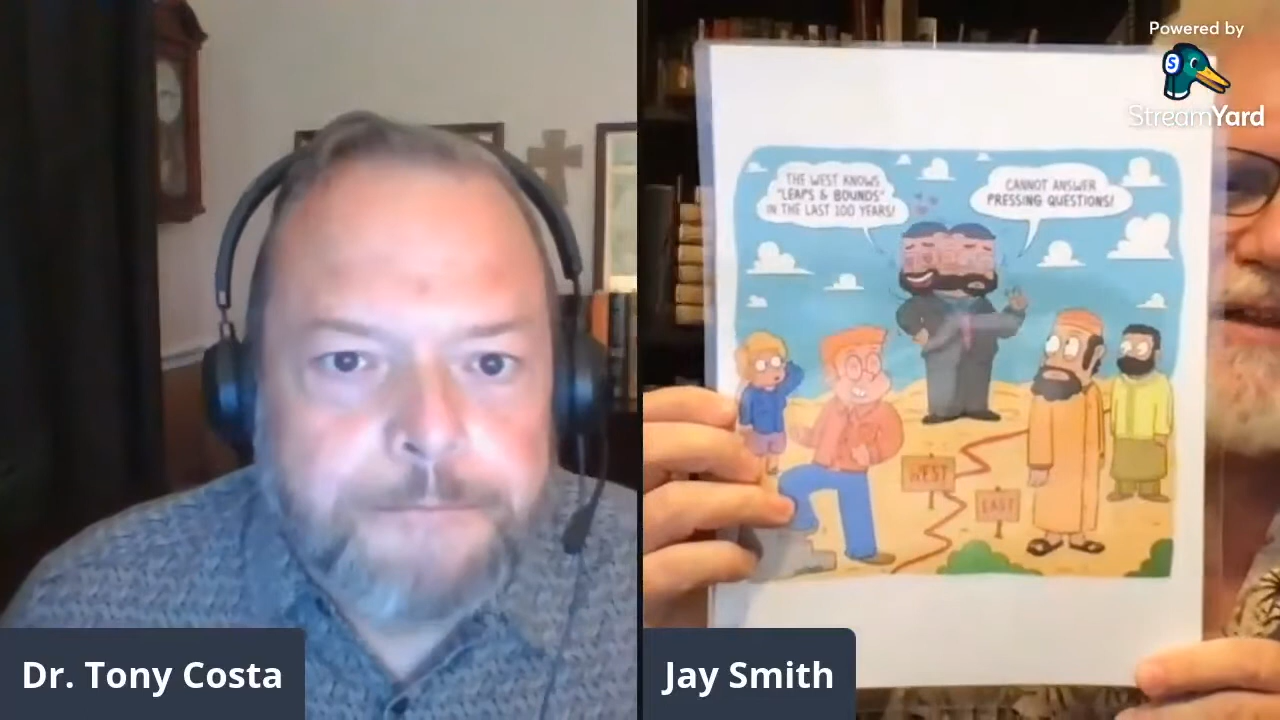 Powered by
S
StreamYard
THE WEST KNOWS
"LEAPS & BOUNDS"
IN THE LAST 100 YEARS!
CANNOT ANSWER
PRESSING QUESTIONS!
WEST
EAST
Dr. Tony Costa
Jay Smith